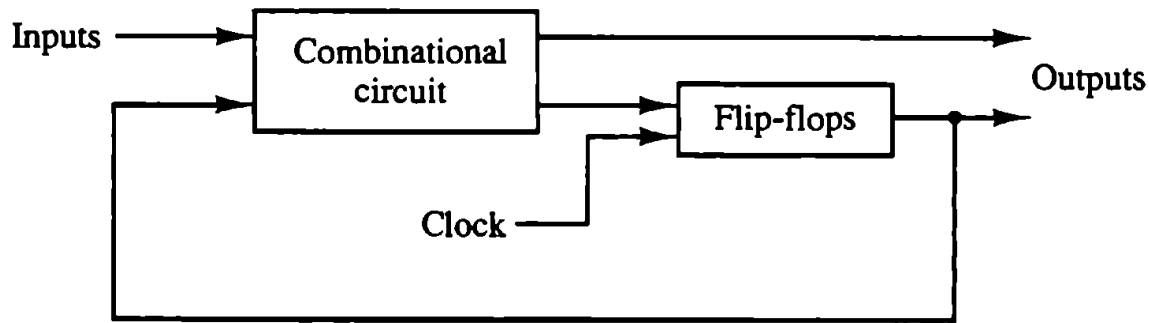 Inputs
Combinational
circuit
Outputs
Flip-flops
Clock